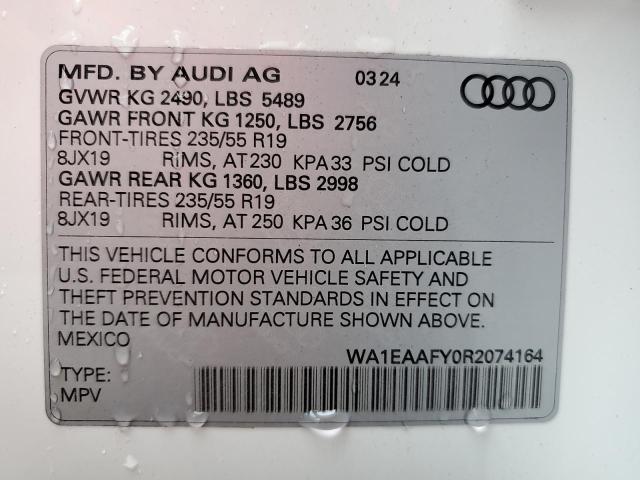 MFD. BY AUDI AG 03 24
GVWR KG 2490, LBS 5489
GAWR FRONT KG 1250, LBS 2756
FRONT-TIRES 235/55 R19
8JX19 RIMS, AT 230 KPA 33 PSI COLD
GAWR REAR KG 1360, LBS 2998
REAR-TIRES 235/55 R19
8JX19 RIMS, AT 250 KPA 36 PSI COLD
THIS VEHICLE CONFORMS TO ALL APPLICABLE
U.S. FEDERAL MOTOR VEHICLE SAFETY AND
THEFT PREVENTION STANDARDS IN EFFECT ON
THE DATE OF MANUFACTURE SHOWN ABOVE.
MEXICO
WA1EAAFY0R2074164
TYPE:
MPV